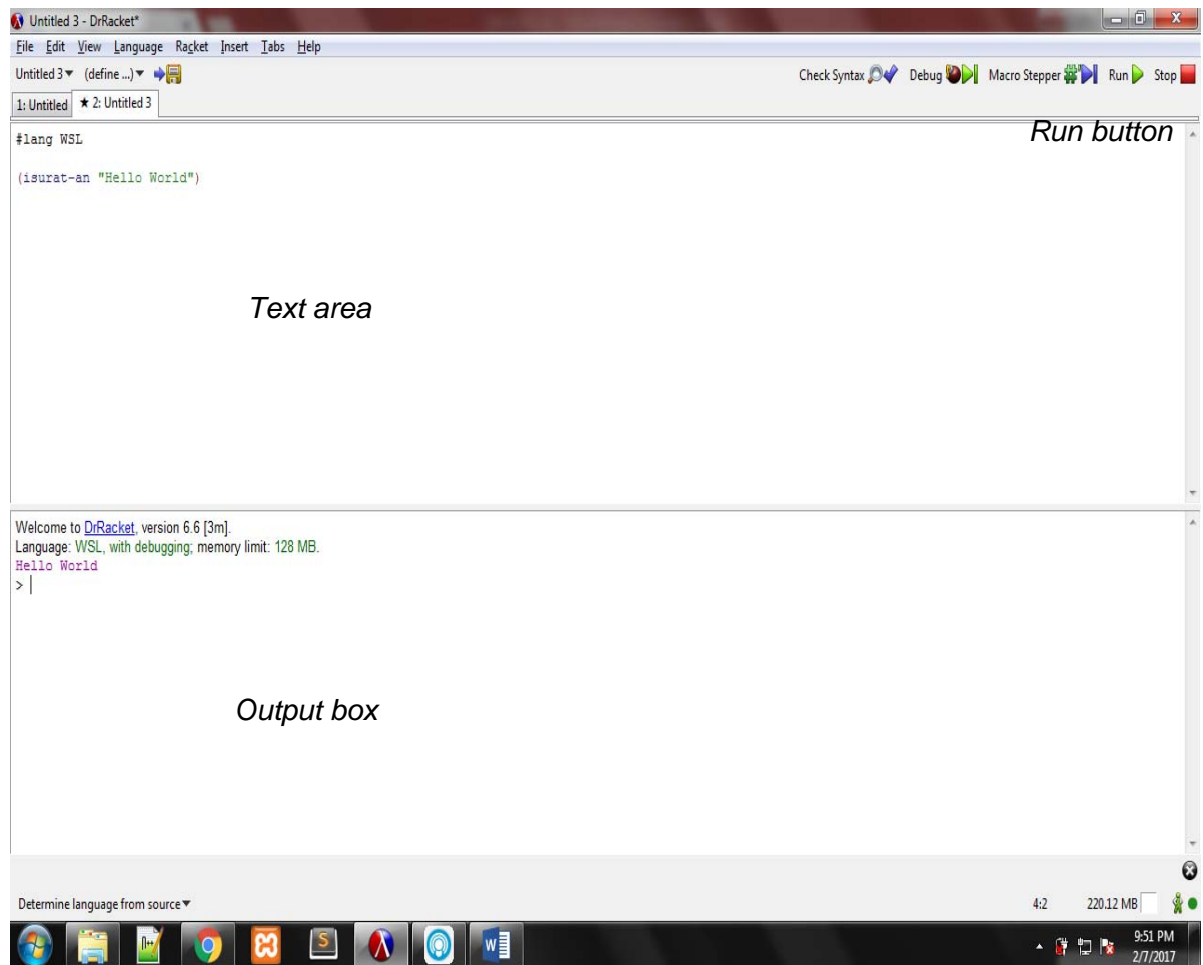 Untitled 3 - DrRacket*
File Edit View Language Racket Insert Tabs Help
Untitled 3 (define ...) Check Syntax Debug Macro Stepper Run Stop
1: Untitled ★ 2: Untitled 3
Run button
#lang WSL
(isurat-an "Hello World")
Text area
Welcome to DrRacket, version 6.6 [3m].
Language: WSL, with debugging; memory limit: 128 MB.
Hello World
>
Output box
Determine language from source 4:2 220.12 MB
9:51 PM
2/7/2017